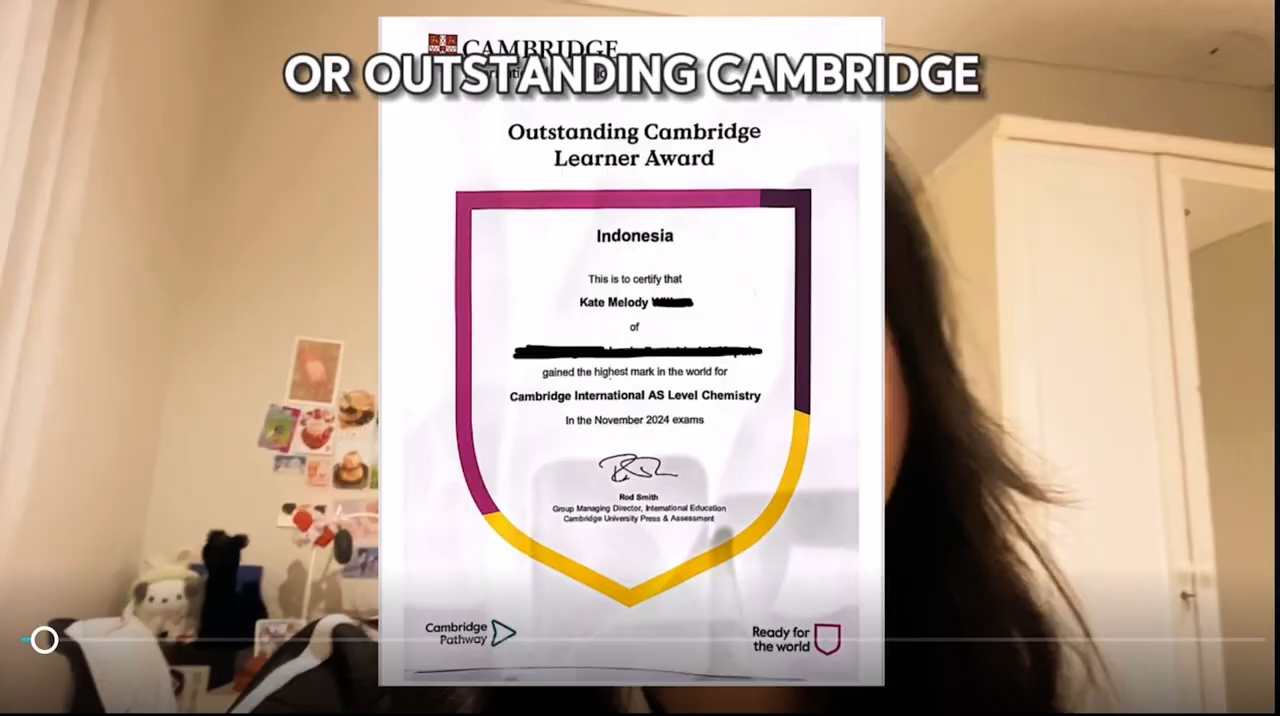 CAMBRIDGE
OR OUTSTANDING CAMBRIDGE
Outstanding Cambridge
Learner Award
Indonesia
This is to certify that
Kate Melody
of
gained the highest mark in the world for
Cambridge International AS Level Chemistry
In the November 2024 exams
Rod Smith
Group Managing Director, International Education
Cambridge University Press & Assessment
Cambridge
Pathway
Ready for
the world